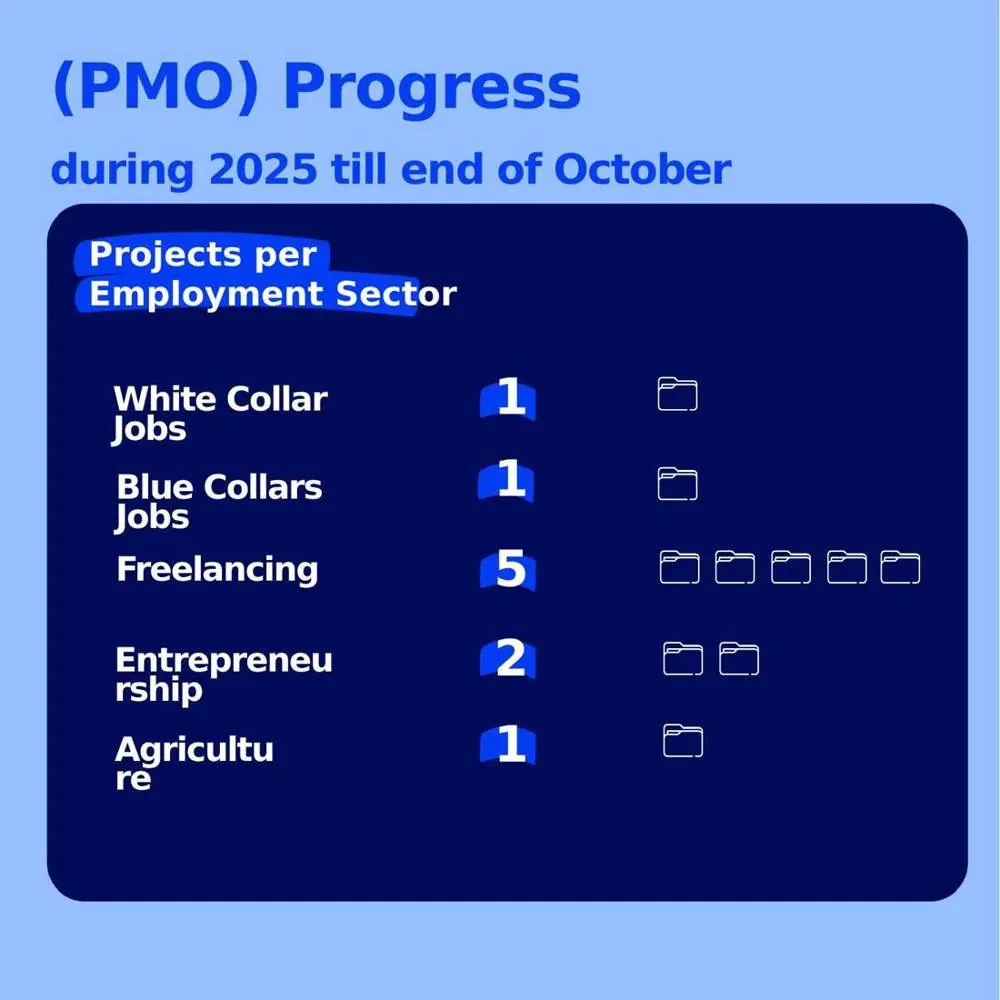 (PMO) Progress
during 2025 till end of October
Projects per
Employment Sector
White Collar
Jobs
1
Blue Collars
Jobs
1
Freelancing
5
Entrepreneu
rship
2
Agricultu
re
1